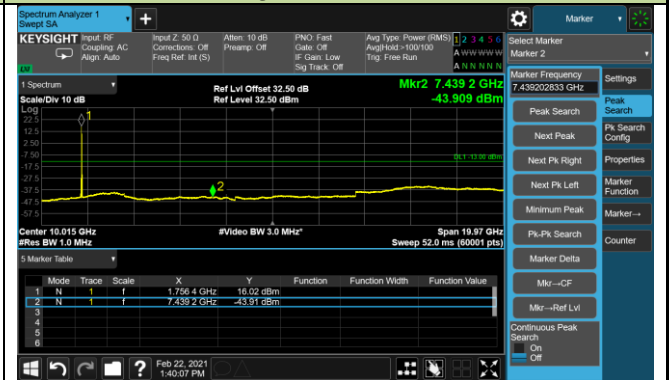 Spectrum Analyzer 1
Swept SA
+
Marker
KEYSIGHT Input: RF
Coupling: AC
Align: Auto
Input Z: 50 Ω
Corrections: Off
Freq Ref: Int (S)
Atten: 10 dB
Preamp: Off
PNO: Fast
Gate: Off
IF Gain: Low
Sig Track: Off
Avg Type: Power (RMS)
Avg|Hold:>100/100
Trig: Free Run
1 2 3 4 5 6
A W W W W W
A N N N N N
LV
Select Marker
Marker 2
1 Spectrum
Scale/Div 10 dB
Ref Lvl Offset 32.50 dB
Ref Level 32.50 dBm
Mkr2 7.439 2 GHz
-43.909 dBm
Log
22.5
12.5
2.50
-7.50
-17.5
-27.5
-37.5
-47.5
-57.5
1
2
DL1 -13.00 dBm
Center 10.015 GHz
#Res BW 1.0 MHz
#Video BW 3.0 MHz*
Span 19.97 GHz
Sweep 52.0 ms (60001 pts)
5 Marker Table
Mode Trace Scale X Y Function Function Width Function Value
1 N 1 f 1.756 4 GHz 16.02 dBm
2 N 1 f 7.439 2 GHz -43.91 dBm
3
4
5
6
Marker Frequency
7.439202833 GHz
Peak Search
Next Peak
Next Pk Right
Next Pk Left
Minimum Peak
Pk-Pk Search
Marker Delta
Mkr→CF
Mkr→Ref Lvl
Continuous Peak
Search
On
Off
Settings
Peak
Search
Pk Search
Config
Properties
Marker
Function
Marker→
Counter
?
Feb 22, 2021
1:40:07 PM